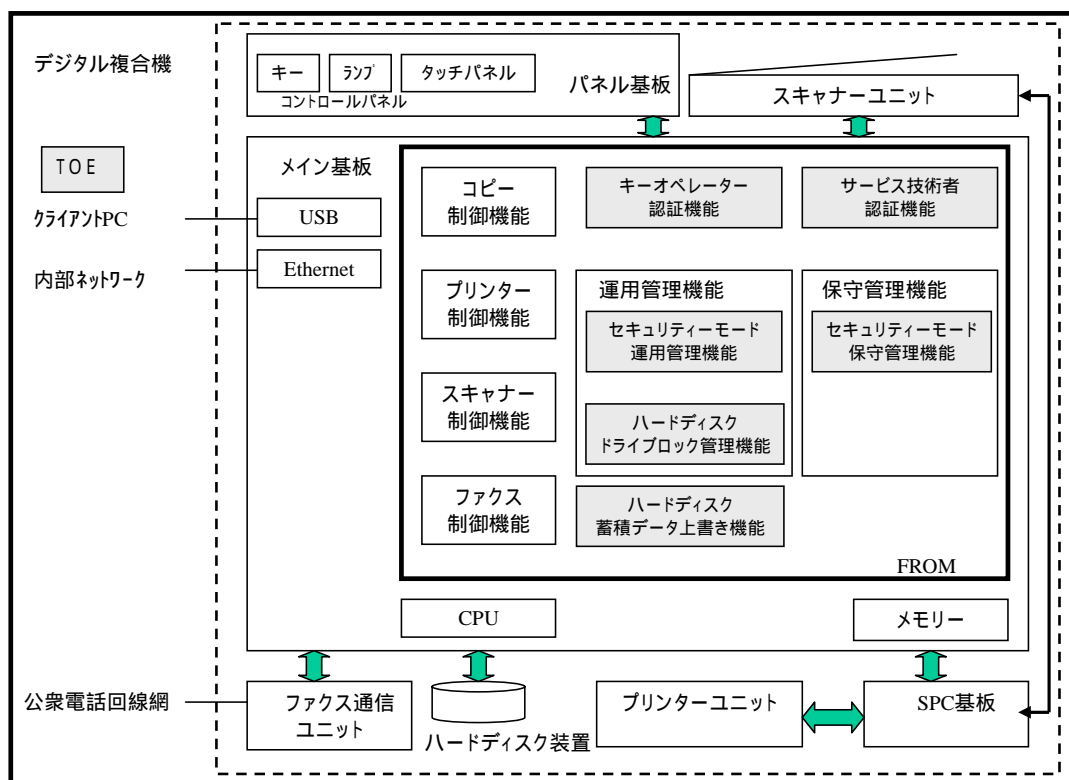 デジタル複合機
キー
ランプ
タッチパネル
コントロールパネル
パネル基板
スキャナーユニット
TOE
クライアントPC
内部ネットワーク
メイン基板
USB
Ethernet
コピー
制御機能
キーオペレーター
認証機能
サービス技術者
認証機能
プリンター
制御機能
運用管理機能
セキュリティーモード
運用管理機能
保守管理機能
セキュリティーモード
保守管理機能
スキャナー
制御機能
ハードディスク
ドライブロック管理機能
ファクス
制御機能
ハードディスク
蓄積データ上書き機能
FROM
CPU
メモリー
公衆電話回線網
ファクス通信
ユニット
ハードディスク装置
プリンターユニット
SPC基板